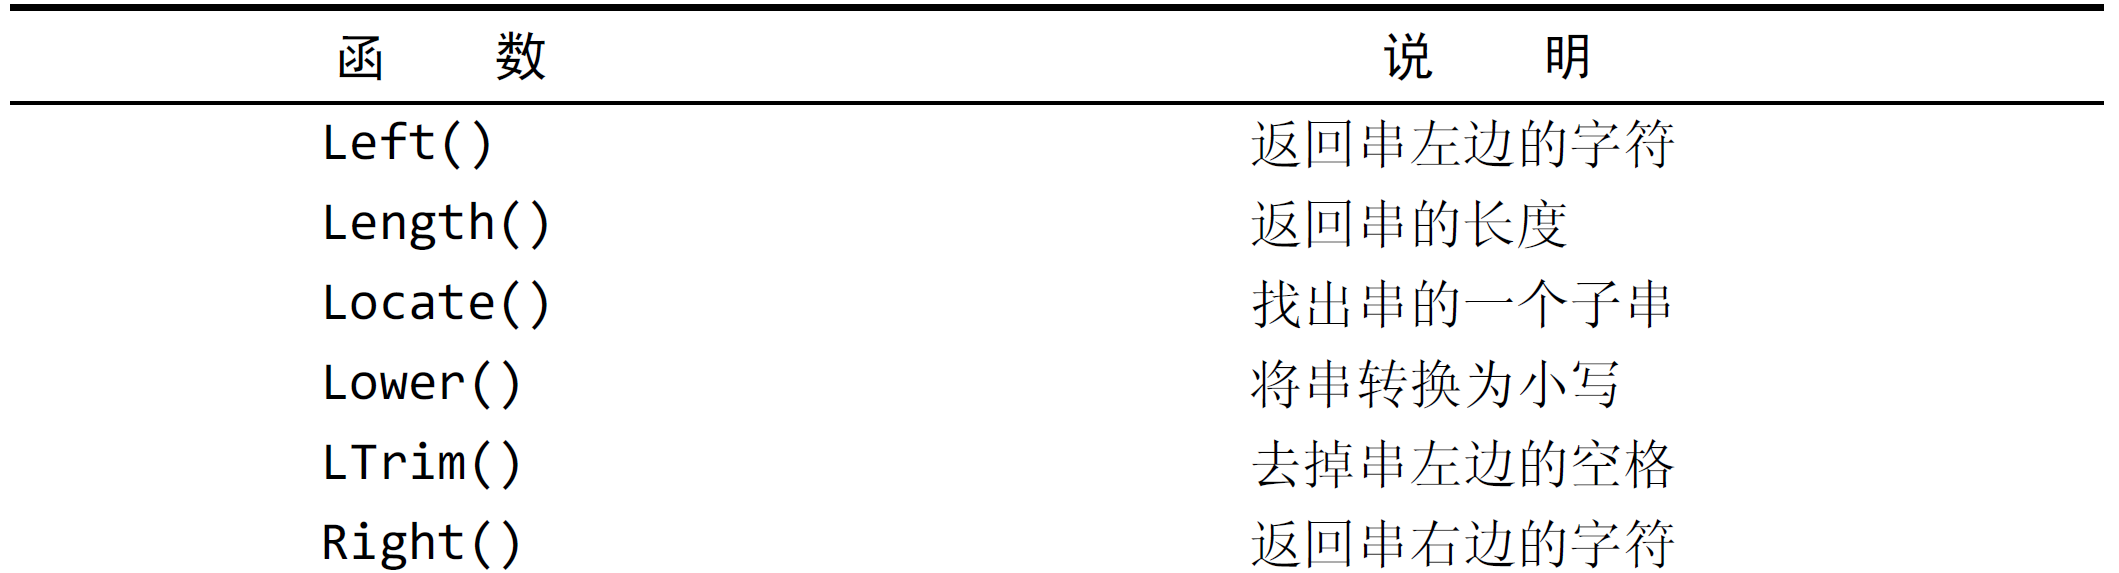 函 数 说 明
Left() 返回串左边的字符
Length() 返回串的长度
Locate() 找出串的一个子串
Lower() 将串转换为小写
LTrim() 去掉串左边的空格
Right() 返回串右边的字符